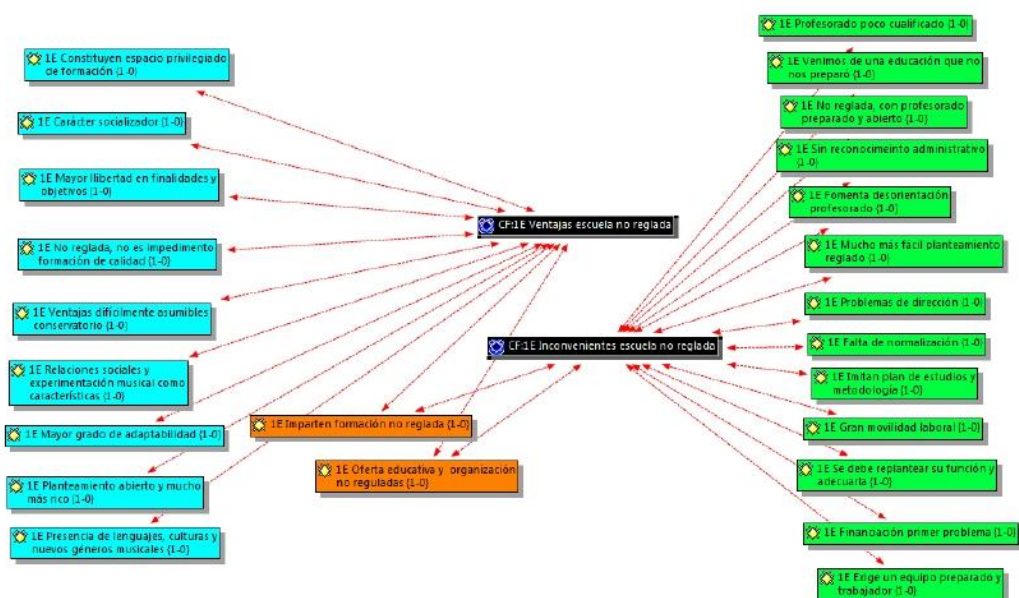 1E Constituyen espacio privilegiado
de formación {1-0}
1E Carácter socializador {1-0}
1E Mayor llibertad en finalidades y
objetivos {1-0}
1E No reglada, no es impedimento
formación de calidad {1-0}
1E Ventajas difícilmente asumibles
conservatorio {1-0}
1E Relaciones sociales y
experimentación musical como
características {1-0}
1E Mayor grado de adaptabilidad {1-0}
1E Planteamiento abierto y mucho
más rico {1-0}
1E Presencia de lenguajes, culturas y
nuevos géneros musicales {1-0}
CF:1E Ventajas escuela no reglada
CF:1E Inconvenientes escuela no reglada
1E Imparten formación no reglada {1-0}
1E Oferta educativa y organización
no reguladas {1-0}
1E Profesorado poco cualificado {1-0}
1E Venimos de una educación que no
nos preparó {1-0}
1E No reglada, con profesorado
preparado y abierto {1-0}
1E Sin reconocimeinto administrativo
{1-0}
1E Fomenta desorientación
profesorado {1-0}
1E Mucho más fácil planteamiento
reglado {1-0}
1E Problemas de dirección {1-0}
1E Falta de normalización {1-0}
1E Imitan plan de estudios y
metodología {1-0}
1E Gran movilidad laboral {1-0}
1E Se debe replantear su función y
adecuarla {1-0}
1E Financiación primer problema {1-0}
1E Exige un equipo preparado y
trabajador {1-0}